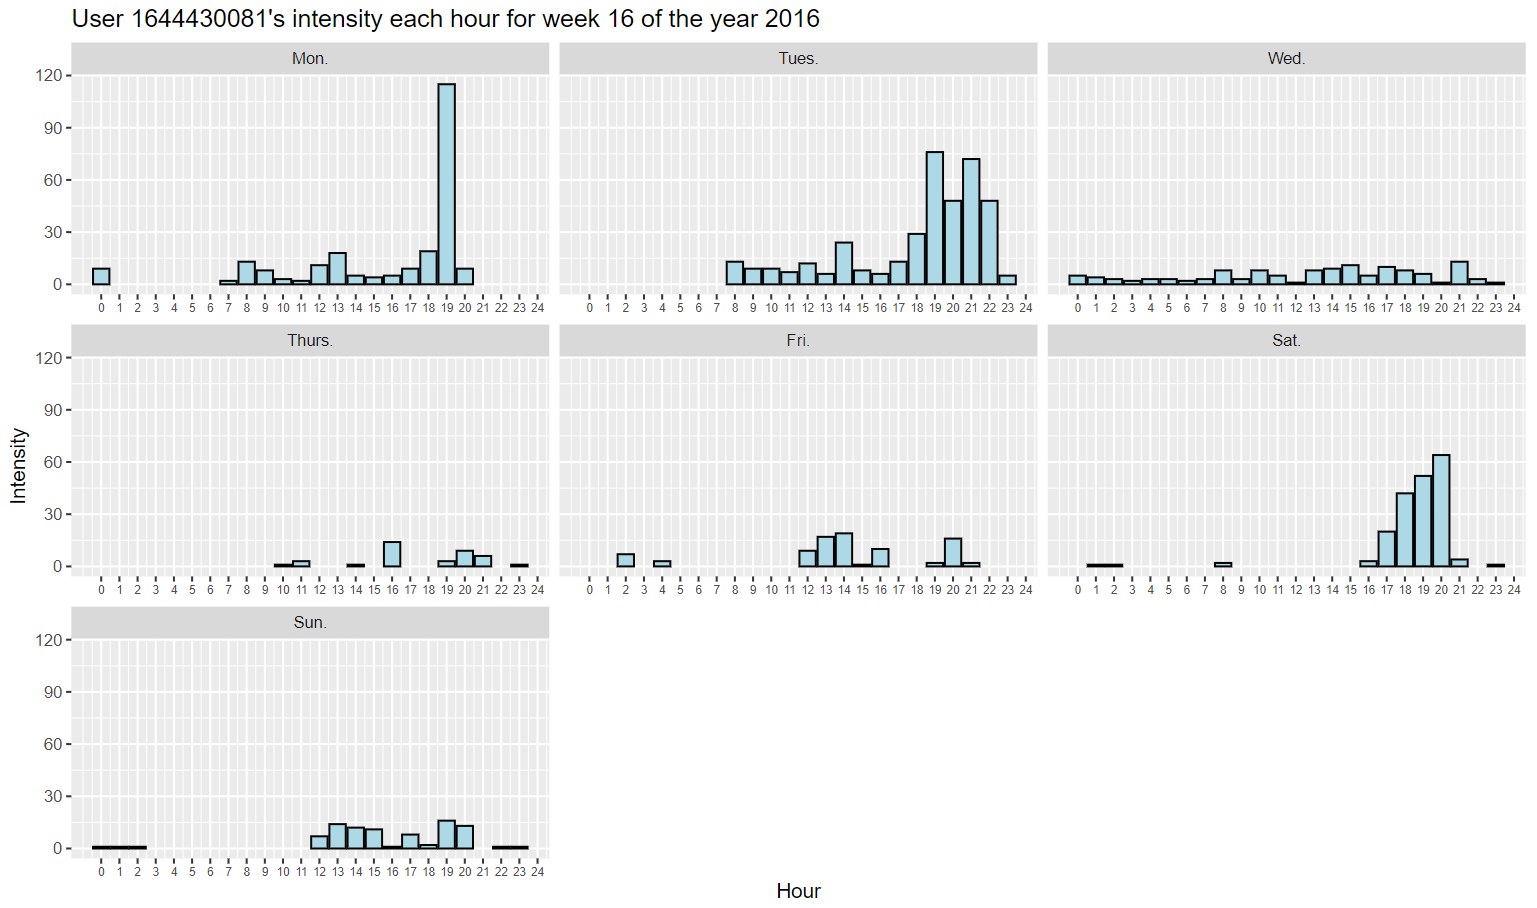 User 1644430081's intensity each hour for week 16 of the year 2016
Mon. Tues. Wed.
120
90
60
30
0
0 1 2 3 4 5 6 7 8 9 10 11 12 13 14 15 16 17 18 19 20 21 22 23 24 0 1 2 3 4 5 6 7 8 9 10 11 12 13 14 15 16 17 18 19 20 21 22 23 24 0 1 2 3 4 5 6 7 8 9 10 11 12 13 14 15 16 17 18 19 20 21 22 23 24
Thurs. Fri. Sat.
120
90
60
30
0
0 1 2 3 4 5 6 7 8 9 10 11 12 13 14 15 16 17 18 19 20 21 22 23 24 0 1 2 3 4 5 6 7 8 9 10 11 12 13 14 15 16 17 18 19 20 21 22 23 24 0 1 2 3 4 5 6 7 8 9 10 11 12 13 14 15 16 17 18 19 20 21 22 23 24
Intensity
Sun.
120
90
60
30
0
0 1 2 3 4 5 6 7 8 9 10 11 12 13 14 15 16 17 18 19 20 21 22 23 24
Hour